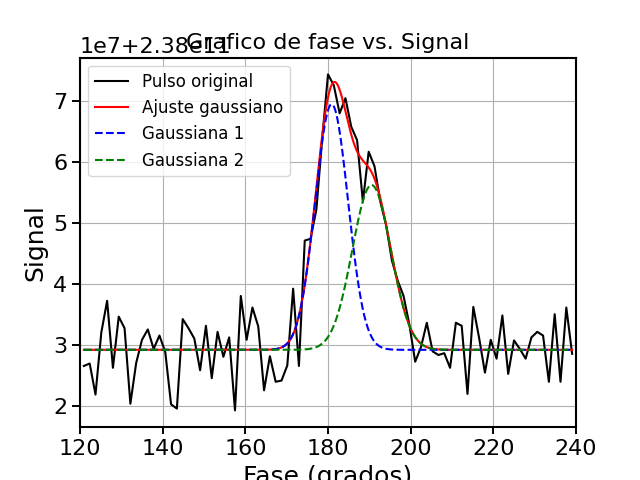 1e7+2.38e11
Grafico de fase vs. Signal
Pulso original
Ajuste gaussiano
Gaussiana 1
Gaussiana 2
7
6
5
4
3
2
Signal
120 140 160 180 200 220 240
Fase (grados)